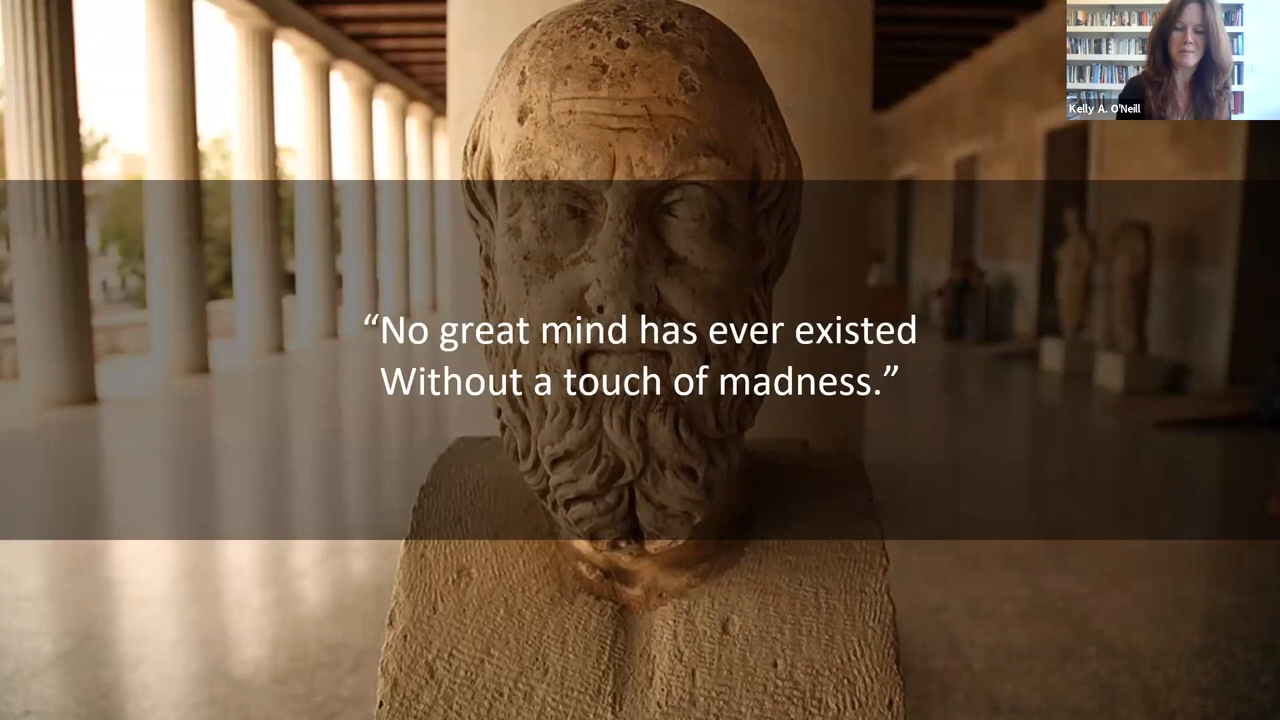 Kelly A. O'Neill
“No great mind has ever existed
Without a touch of madness.”